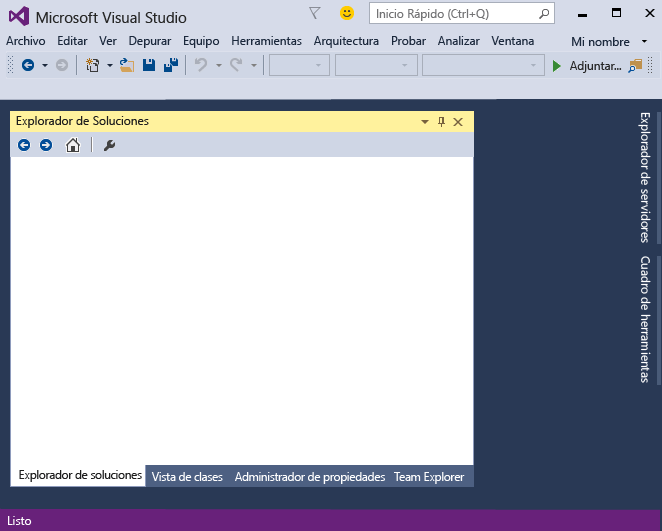 Microsoft Visual Studio
Inicio Rápido (Ctrl+Q)
Archivo Editar Ver Depurar Equipo Herramientas Arquitectura Probar Analizar Ventana Mi nombre
Adjuntar...
Explorador de Soluciones
Explorador de servidores
Cuadro de herramientas
Explorador de soluciones Vista de clases Administrador de propiedades Team Explorer
Listo